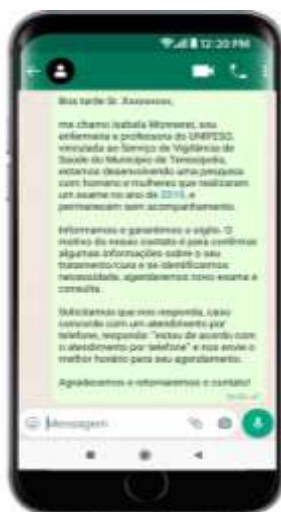 12:20 PM
Boa tarde Sr. Xxxxxxxx,
me chamo Isabela Monnerat, sou
enfermeira e professora do UNIFESO,
vinculada ao Serviço de Vigilância de
Saúde do Município de Teresópolis,
estamos desenvolvendo uma pesquisa
com homens e mulheres que realizaram
um exame no ano de 2019, e
permanecem sem acompanhamento.
Informamos e garantimos o sigilo. O
motivo do nosso contato é para confirmar
algumas informações sobre o seu
tratamento/cura e se identificarmos
necessidade, agendaremos novo exame e
consulta.
Solicitamos que nos responda, caso
concorde com um atendimento por
telefone, responda: "estou de acordo com
o atendimento por telefone" e nos envie o
melhor horário para seu agendamento.
Agradecemos e retornaremos o contato!
Mensagem